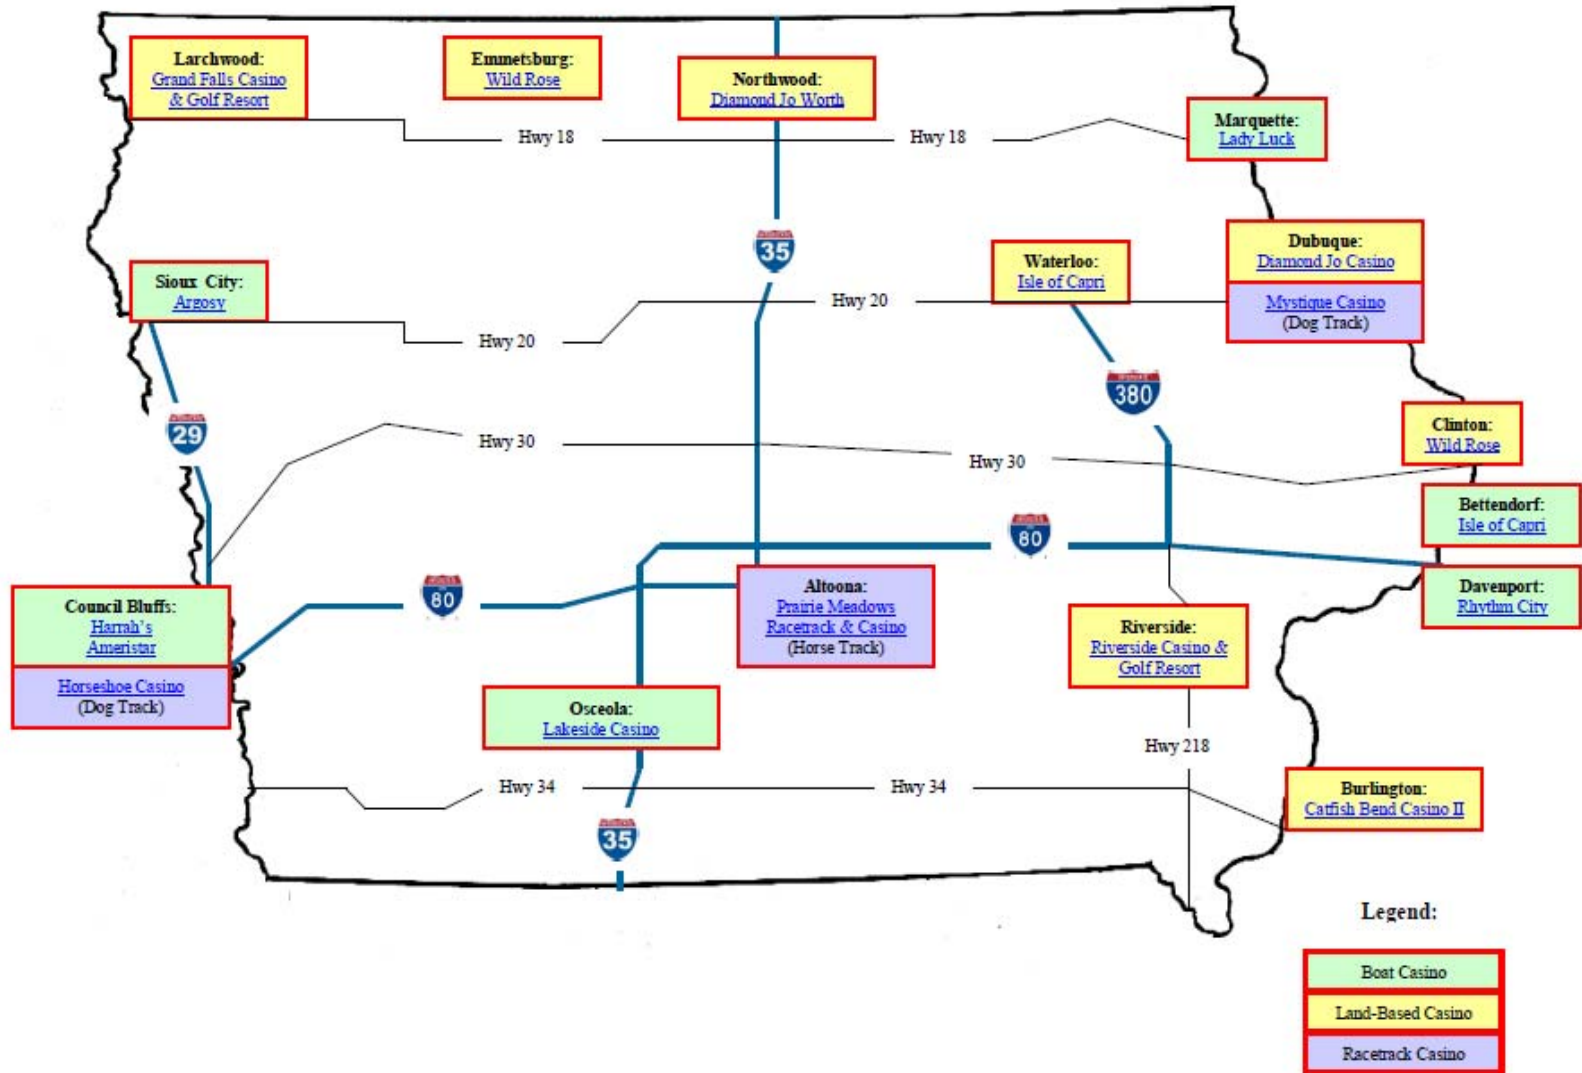 Larchwood:
Grand Falls Casino
& Golf Resort
Emmetsburg:
Wild Rose
Northwood:
Diamond Jo Worth
Marquette:
Lady Luck
Hwy 18
Hwy 18
35
Sioux City:
Argosy
Waterloo:
Isle of Capri
Dubuque:
Diamond Jo Casino
Mystique Casino
(Dog Track)
Hwy 20
Hwy 20
29
380
Clinton:
Wild Rose
Hwy 30
Hwy 30
Bettendorf:
Isle of Capri
80
80
Council Bluffs:
Harrah's
Ameristar
Horseshoe Casino
(Dog Track)
Altoona:
Prairie Meadows
Racetrack & Casino
(Horse Track)
Davenport:
Rhythm City
Riverside:
Riverside Casino &
Golf Resort
Osceola:
Lakeside Casino
Hwy 218
Hwy 34
Hwy 34
35
Burlington:
Catfish Bend Casino II
Legend:
Boat Casino
Land-Based Casino
Racetrack Casino